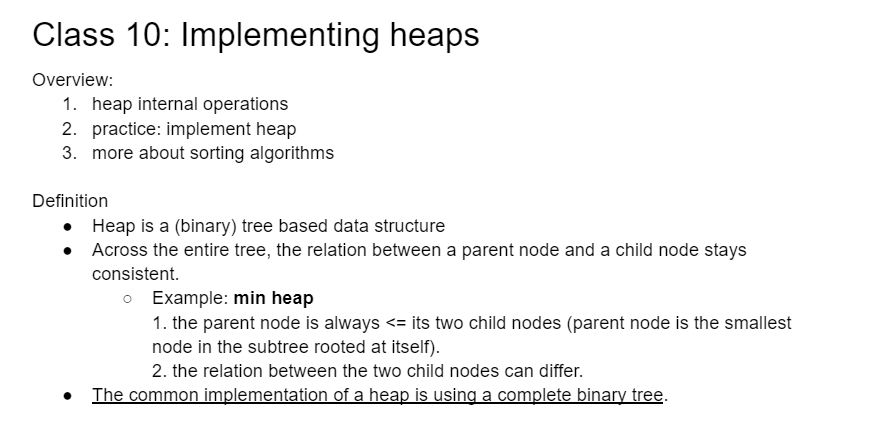 Class 10: Implementing heaps
Overview:
1. heap internal operations
2. practice: implement heap
3. more about sorting algorithms
Definition
● Heap is a (binary) tree based data structure
● Across the entire tree, the relation between a parent node and a child node stays
consistent.
○ Example: min heap
1. the parent node is always <= its two child nodes (parent node is the smallest
node in the subtree rooted at itself).
2. the relation between the two child nodes can differ.
● The common implementation of a heap is using a complete binary tree.